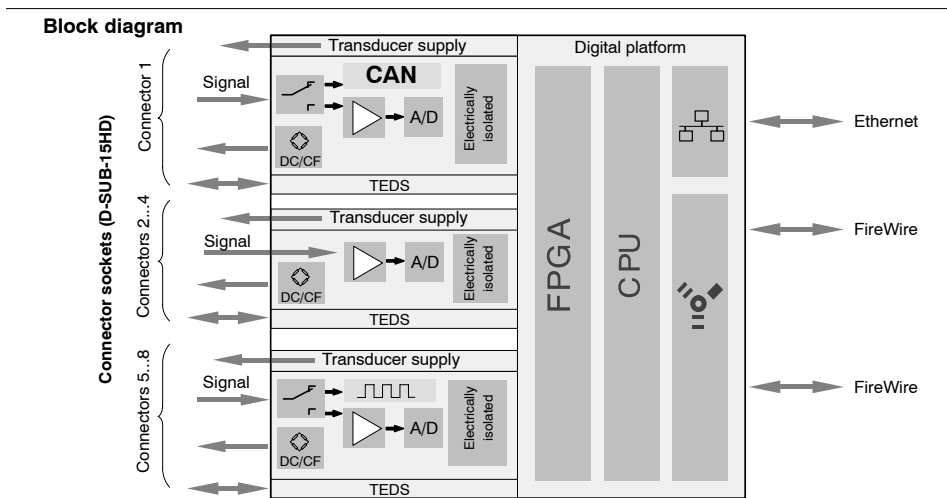 Block diagram
Connector sockets (D-SUB-15HD)
Connector 1
Transducer supply
Signal
CAN
A/D
Electrically
isolated
DC/CF
TEDS
Connectors 2...4
Transducer supply
Signal
A/D
Electrically
isolated
DC/CF
TEDS
Connectors 5...8
Transducer supply
Signal
A/D
Electrically
isolated
DC/CF
TEDS
Digital platform
FPGA
CPU
Ethernet
FireWire
FireWire